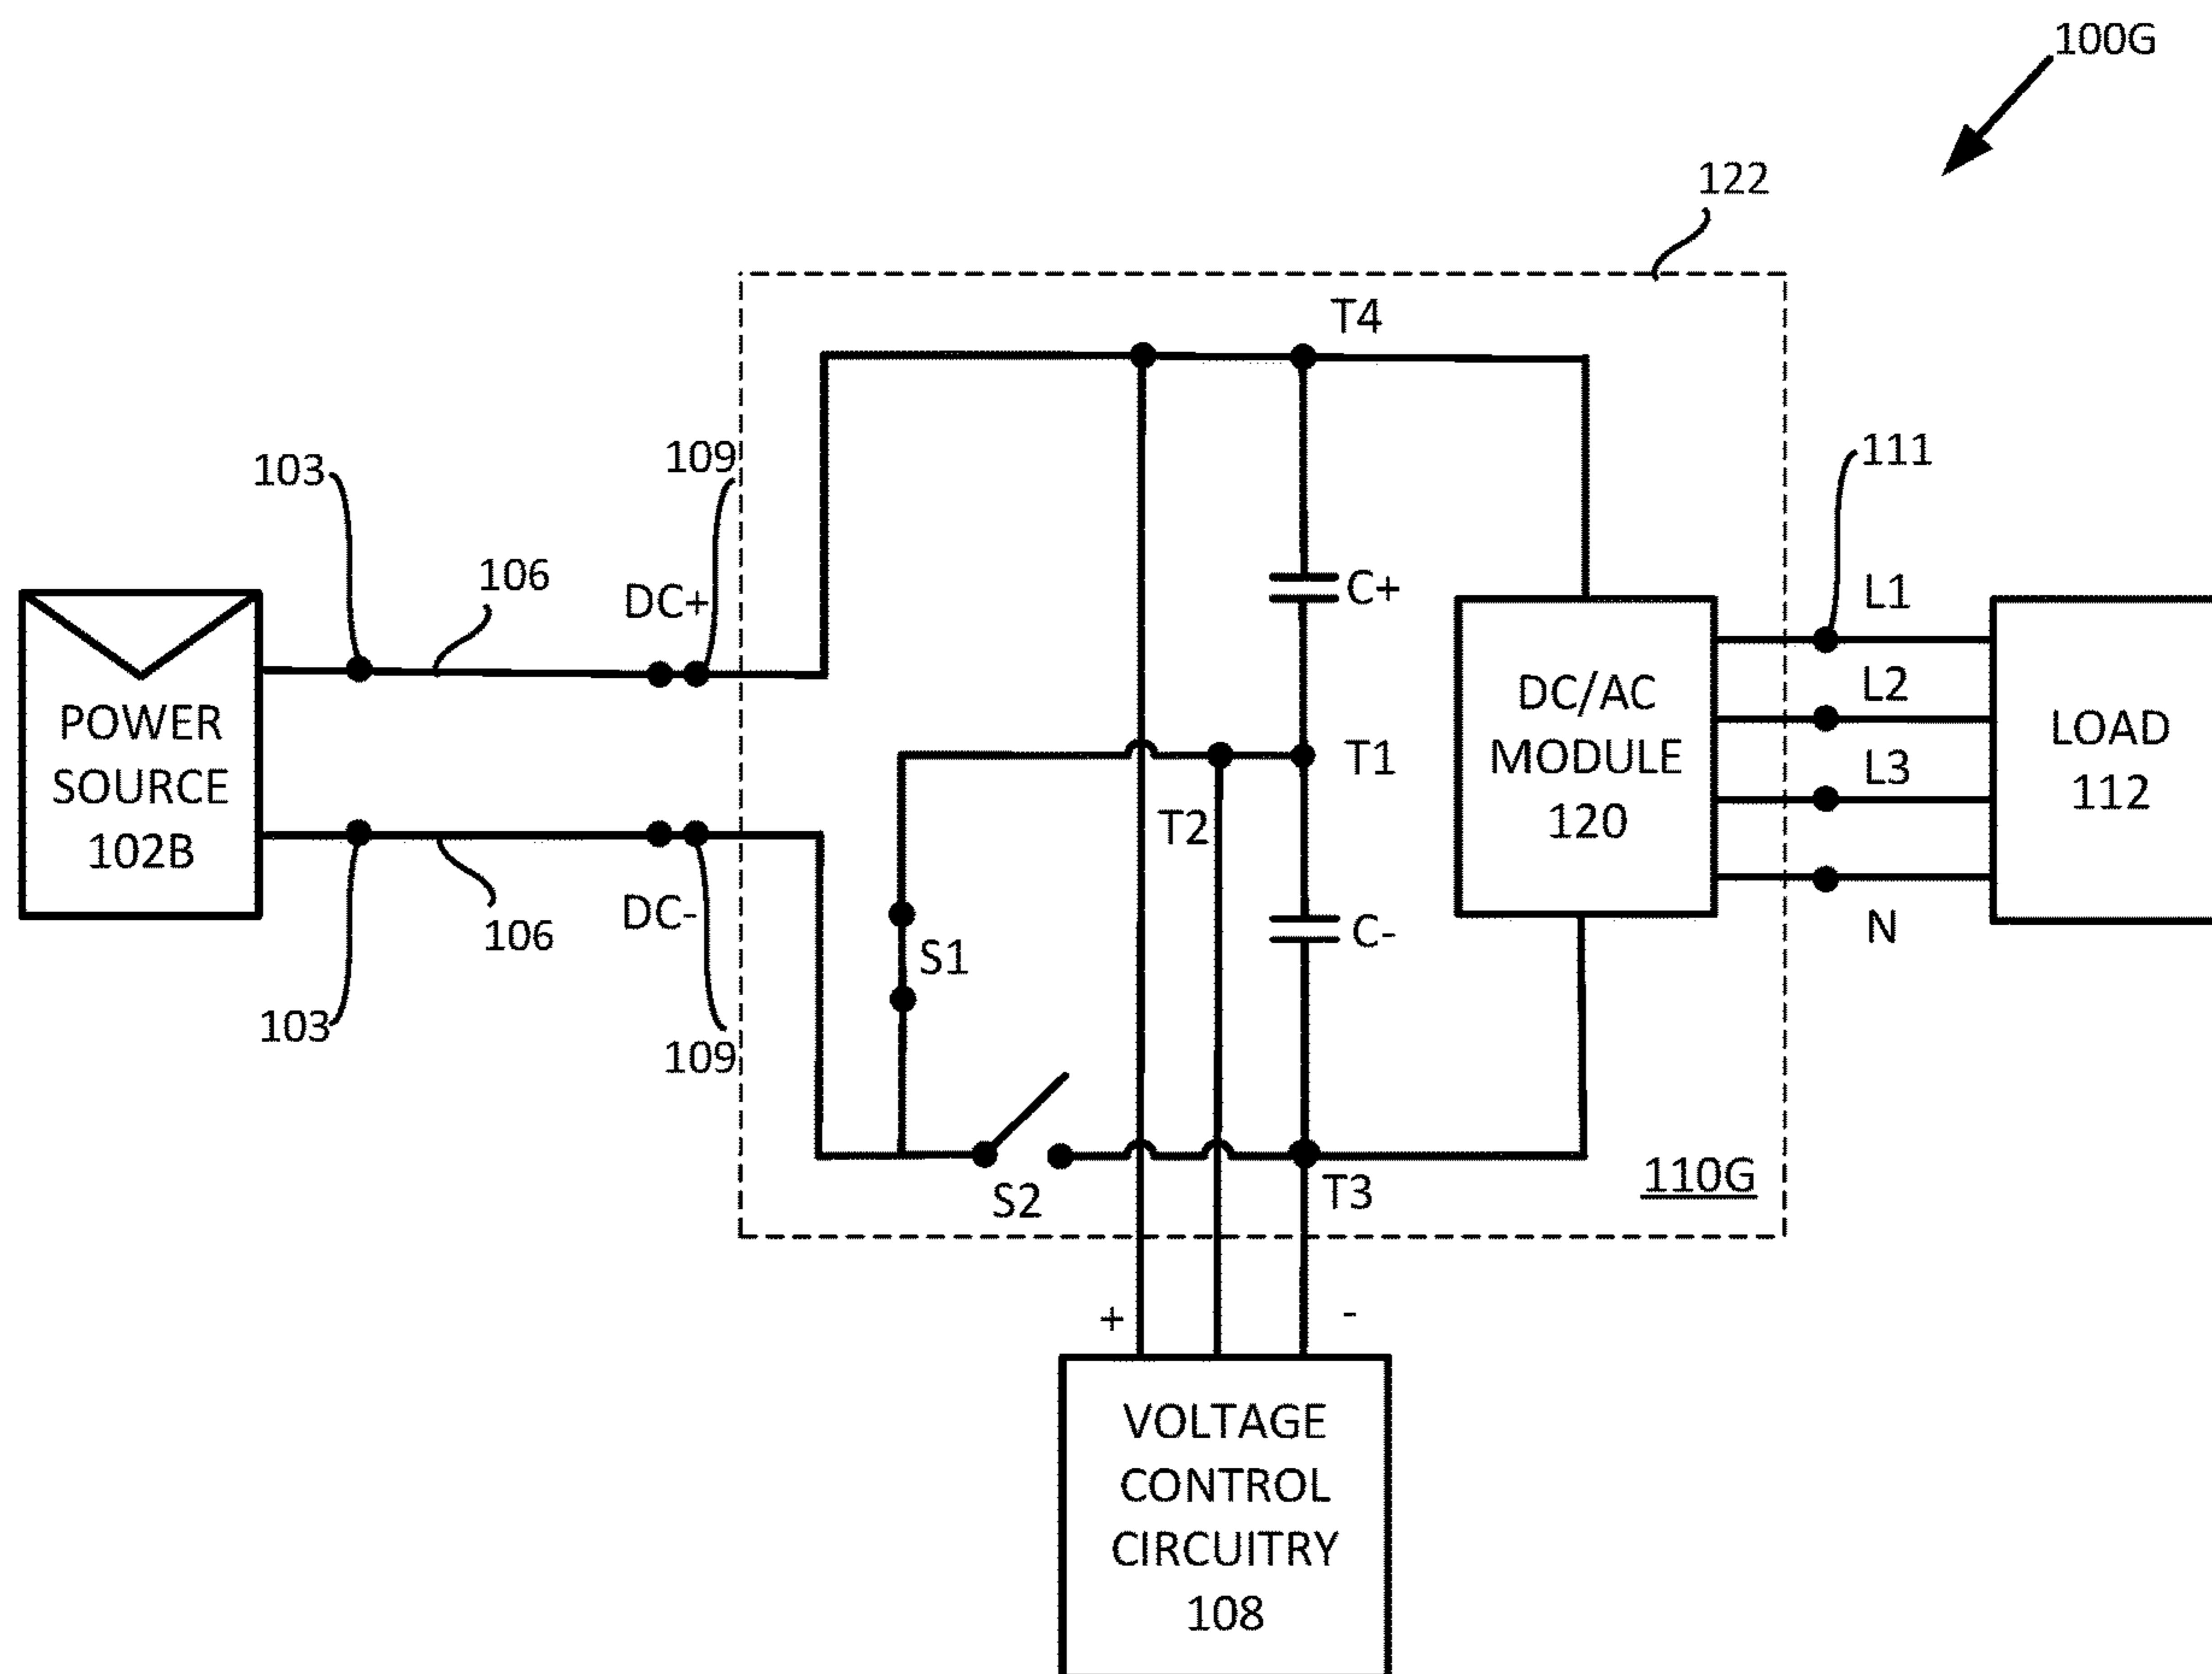 100G
122
T4
109
111
103
106
DC+
C+
L1
L2
L3
N
POWER
SOURCE
102B
DC/AC
MODULE
120
LOAD
112
T1
T2
106
DC-
S1
C-
103
109
S2
T3
110G
+
-
VOLTAGE
CONTROL
CIRCUITRY
108